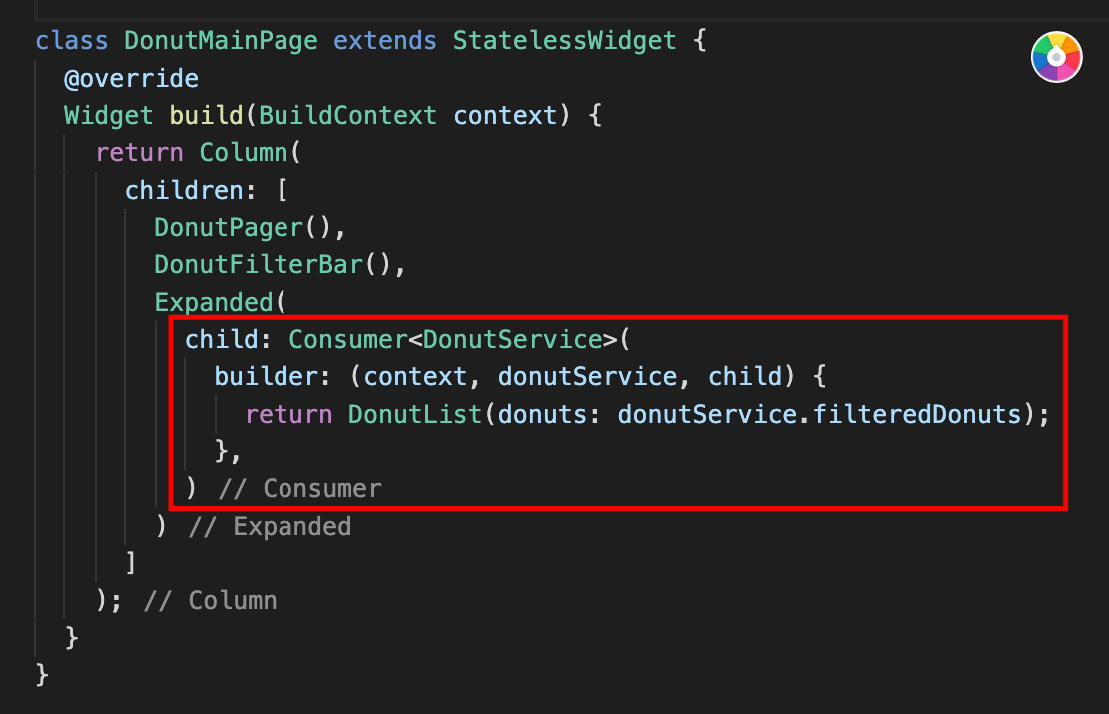 class DonutMainPage extends StatelessWidget {
  @override
  Widget build(BuildContext context) {
    return Column(
      children: [
        DonutPager(),
        DonutFilterBar(),
        Expanded(
          child: Consumer<DonutService>(
            builder: (context, donutService, child) {
              return DonutList(donuts: donutService.filteredDonuts);
            },
          ) // Consumer
        ) // Expanded
      ]
    ); // Column
  }
}